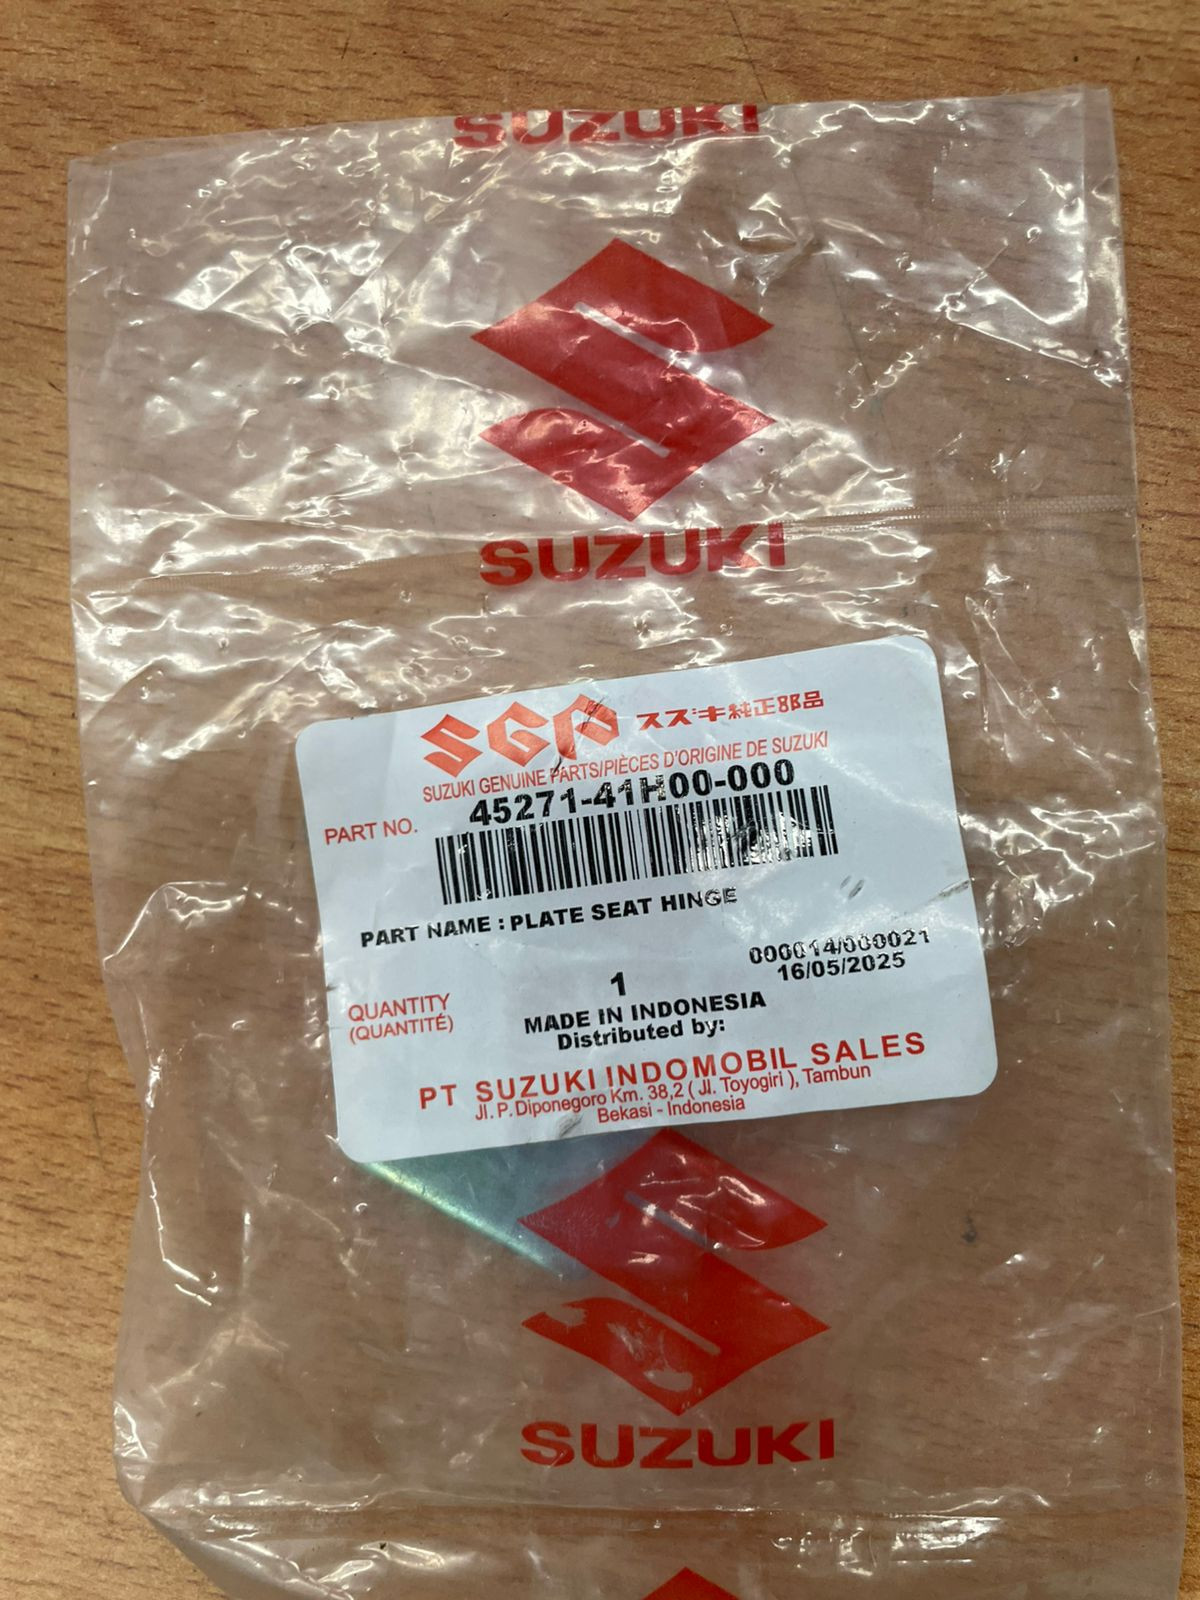 SUZUKI
SUZUKI
SGP スズキ純正部品
SUZUKI GENUINE PARTS/PIÈCES D'ORIGINE DE SUZUKI
PART NO. 45271-41H00-000
PART NAME : PLATE SEAT HINGE
000014/000021
16/05/2025
QUANTITY 1
(QUANTITÉ)
MADE IN INDONESIA
Distributed by:
PT SUZUKI INDOMOBIL SALES
Jl. P. Diponegoro Km. 38,2 ( Jl. Toyogiri ), Tambun
Bekasi - Indonesia
SUZUKI